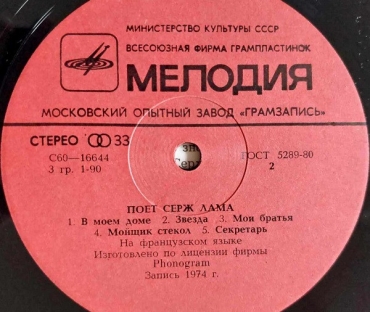 МИНИСТЕРСТВО КУЛЬТУРЫ СССР
ВСЕСОЮЗНАЯ ФИРМА ГРАМПЛАСТИНОК
МЕЛОДИЯ
МОСКОВСКИЙ ОПЫТНЫЙ ЗАВОД «ГРАМЗАПИСЬ»
СТЕРЕО 33
С60—16644 ГОСТ 5289-80
3 гр. 1-90 2
ПОЕТ СЕРЖ ЛАМА
1. В моем доме 2. Звезда 3. Мои братья
4. Мойщик стекол 5. Секретарь
На французском языке
Изготовлено по лицензии фирмы
Phonogram
Запись 1974 г.